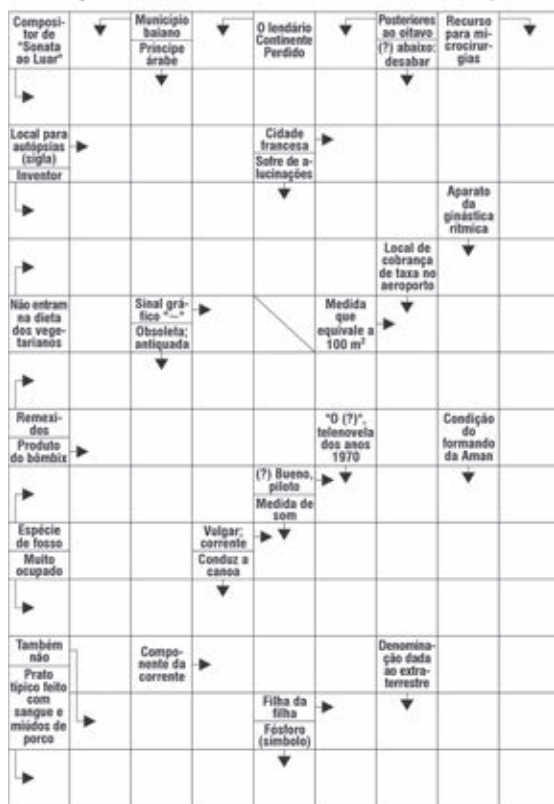 Composi-
tor de
"Sonata
ao Luar"
Município
baiano
Príncipe
árabe
O lendário
Continente
Perdido
Posteriores
ao oitavo
(?) abaixo:
desabar
Recurso
para mi-
crocirur-
gias
Local para
autópsias
(sigla)
Inventor
Cidade
francesa
Sofre de a-
lucinações
Aparato
da
ginástica
rítmica
Local de
cobrança
de taxa no
aeroporto
Não entram
na dieta
dos vege-
tarianos
Sinal grá-
fico "~"
Obsoleta;
antiquada
Medida
que
equivale a
100 m²
Remexi-
dos
Produto
do bômbix
"O (?)",
telenovela
dos anos
1970
Condição
do
formando
da Aman
(?) Bueno,
piloto
Medida de
som
Espécie
de fosso
Muito
ocupado
Vulgar;
corrente
Conduz a
canoa
Também
não
Prato
típico feito
com
sangue e
miúdos de
porco
Compo-
nente da
corrente
Denomina-
ção dada
ao extra-
terrestre
Filha da
filha
Fósforo
(símbolo)